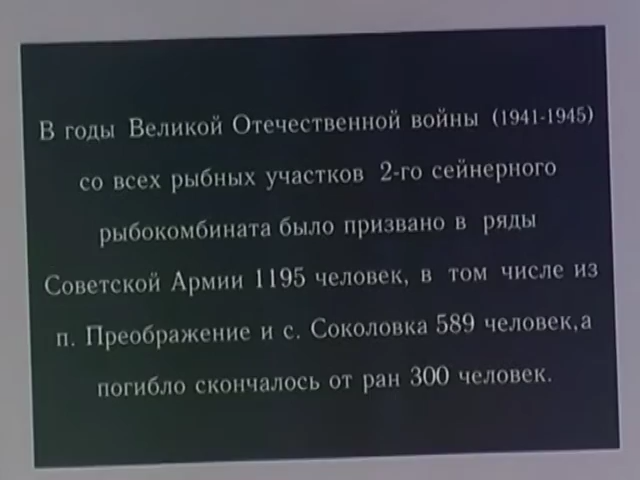 В годы Великой Отечественной войны (1941-1945)
со всех рыбных участков 2-го сейнерного
рыбокомбината было призвано в ряды
Советской Армии 1195 человек, в том числе из
п. Преображение и с. Соколовка 589 человек,а
погибло скончалось от ран 300 человек.